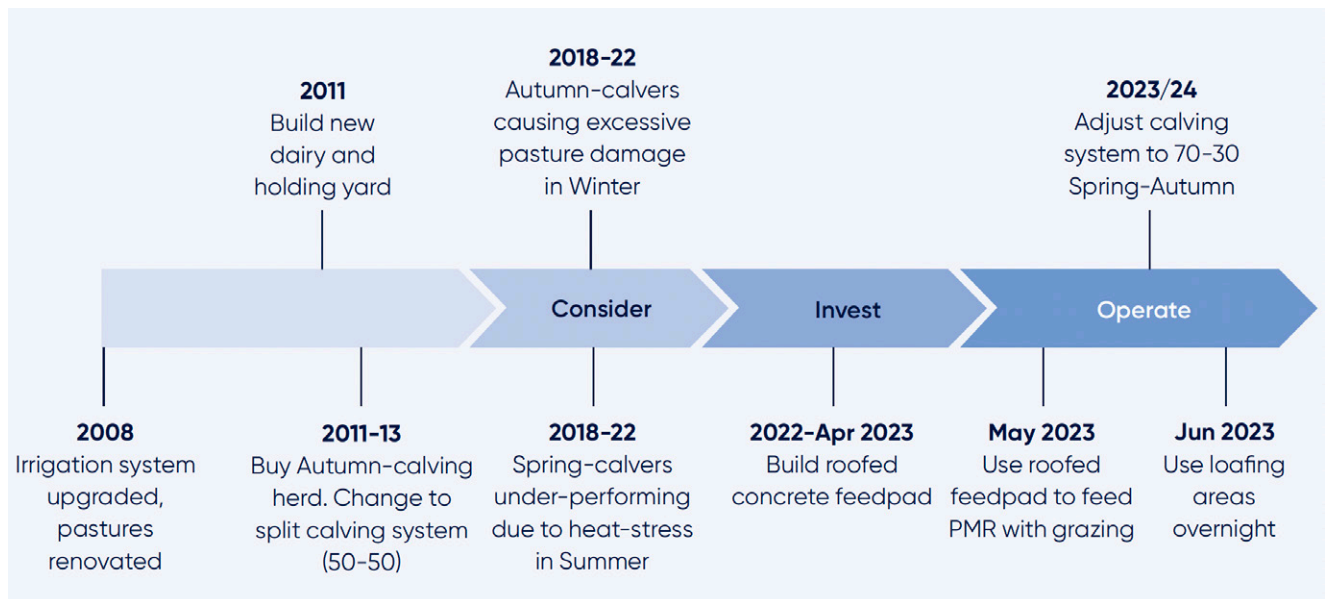 2011
Build new
dairy and
holding yard
2018-22
Autumn-calvers
causing excessive
pasture damage
in Winter
2023/24
Adjust calving
system to 70-30
Spring-Autumn
Consider
Invest
Operate
2008
Irrigation system
upgraded,
pastures
renovated
2011-13
Buy Autumn-calving
herd. Change to
split calving system
(50-50)
2018-22
Spring-calvers
under-performing
due to heat-stress
in Summer
2022-Apr 2023
Build roofed
concrete feedpad
May 2023
Use roofed
feedpad to feed
PMR with grazing
Jun 2023
Use loafing
areas
overnight